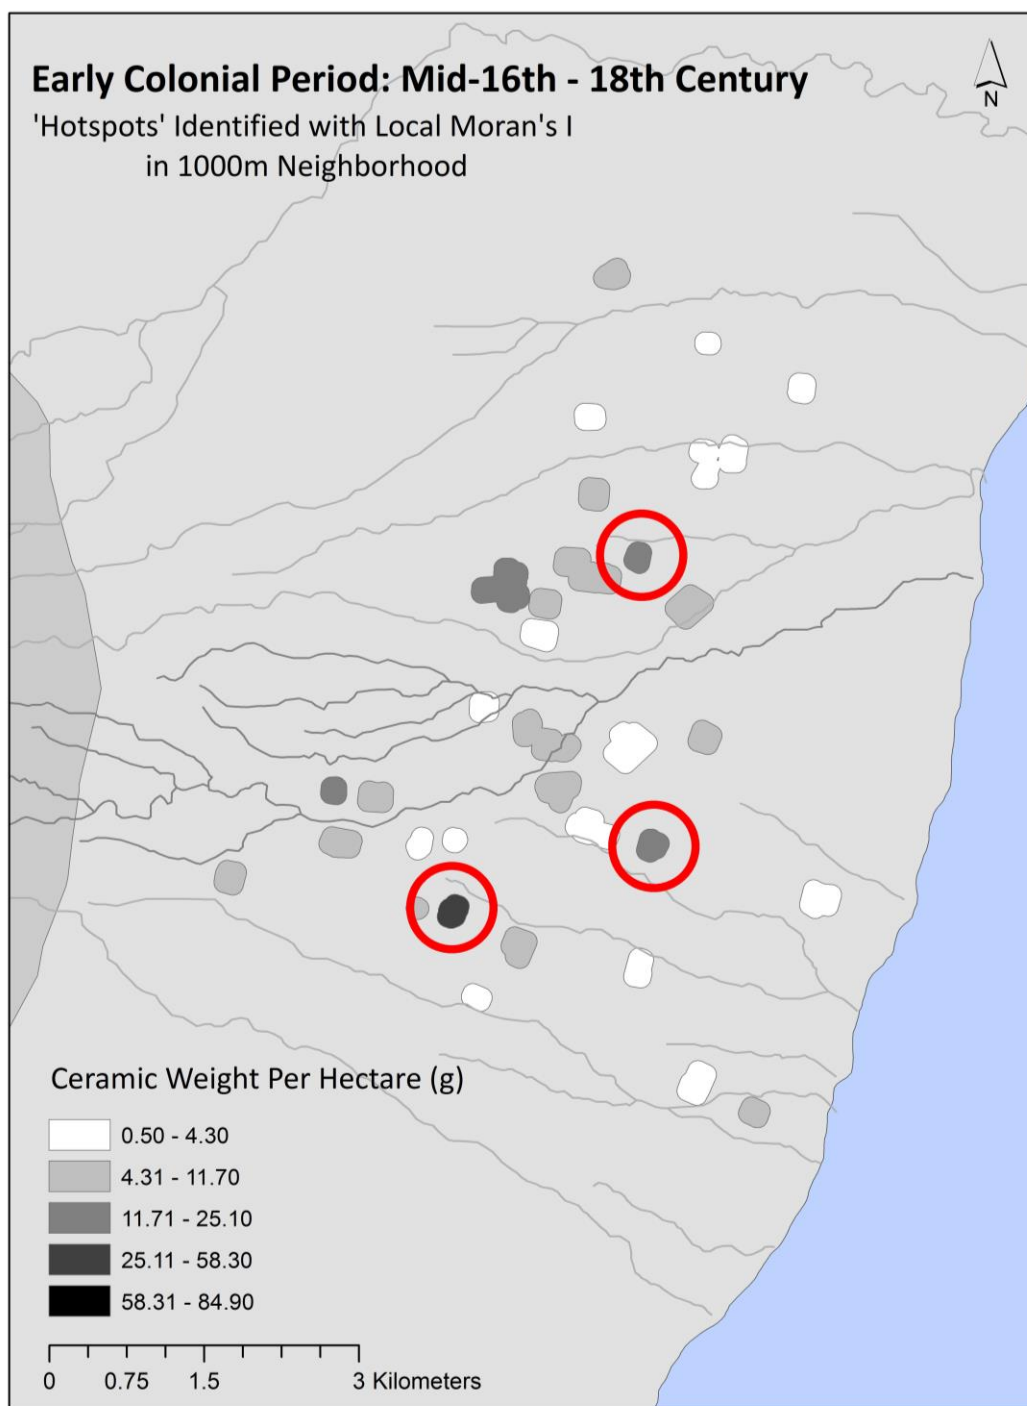 Early Colonial Period: Mid-16th - 18th Century
'Hotspots' Identified with Local Moran's I
in 1000m Neighborhood
N
Ceramic Weight Per Hectare (g)
0.50 - 4.30
4.31 - 11.70
11.71 - 25.10
25.11 - 58.30
58.31 - 84.90
0 0.75 1.5 3 Kilometers